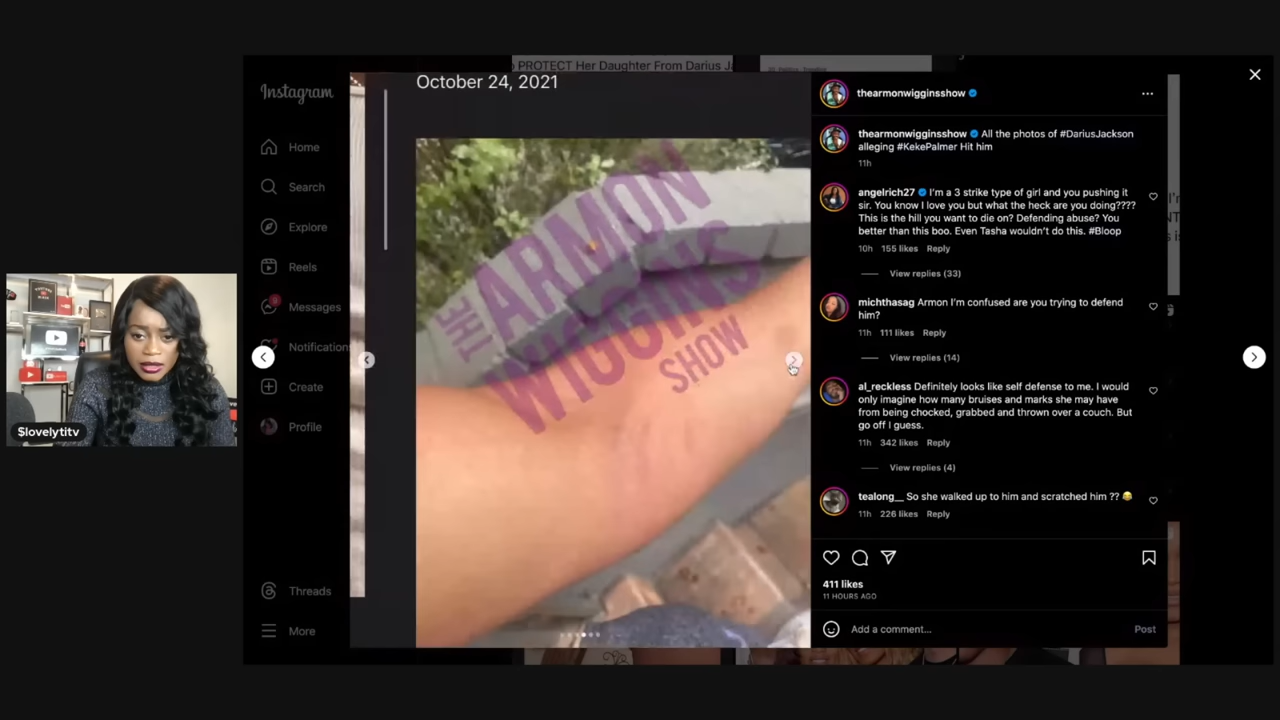 PROTECT Her Daughter From Darius
October 24, 2021
Instagram
Home
Search
Explore
Reels
Messages
Notification
Create
Profile
Threads
More
$lovelytitv
THE
ARMON
WIGGINS
SHOW
thearmonwigginsshow
thearmonwigginsshow All the photos of #DariusJackson
alleging #KekePalmer Hit him
11h
angelrich27 I'm a 3 strike type of girl and you pushing it
sir. You know I love you but what the heck are you doing????
This is the hill you want to die on? Defending abuse? You
better than this boo. Even Tasha wouldn't do this. #Bloop
10h 155 likes Reply
View replies (33)
michthasag Armon I'm confused are you trying to defend
him?
11h 111 likes Reply
View replies (14)
al_reckless Definitely looks like self defense to me. I would
only imagine how many bruises and marks she may have
from being chocked, grabbed and thrown over a couch. But
go off I guess.
11h 342 likes Reply
View replies (4)
tealong__ So she walked up to him and scratched him ?? 😂
11h 226 likes Reply
411 likes
11 HOURS AGO
Add a comment...
Post